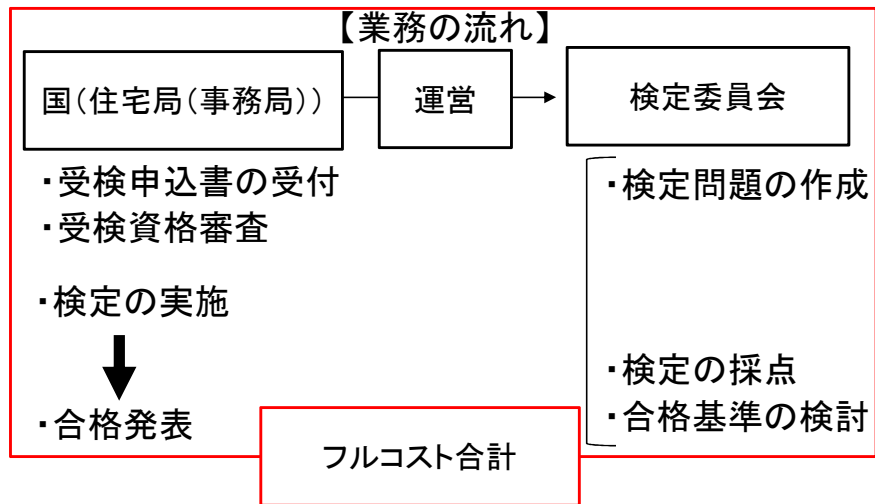 【業務の流れ】
国（住宅局（事務局））
運営
検定委員会
・受検申込書の受付
・受検資格審査
・検定の実施
・合格発表
・検定問題の作成
・検定の採点
・合格基準の検討
フルコスト合計